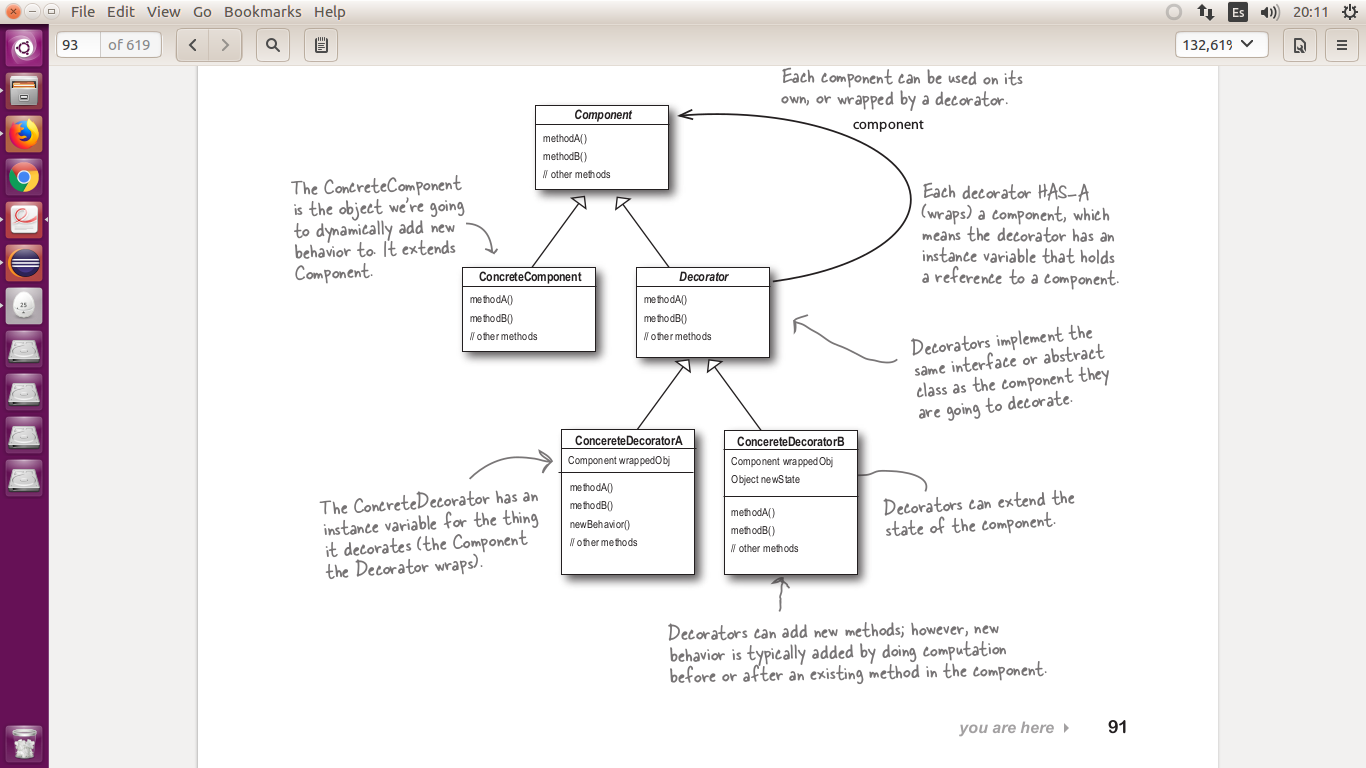 File Edit View Go Bookmarks Help
Es
20:11
93 of 619
132,61%
Each component can be used on its
own, or wrapped by a decorator.
component
Component
methodA()
methodB()
// other methods
The ConcreteComponent
is the object we're going
to dynamically add new
behavior to. It extends
Component.
Each decorator HAS_A
(wraps) a component, which
means the decorator has an
instance variable that holds
a reference to a component.
ConcreteComponent
methodA()
methodB()
// other methods
Decorator
methodA()
methodB()
// other methods
Decorators implement the
same interface or abstract
class as the component they
are going to decorate.
ConcereteDecoratorA
Component wrappedObj
methodA()
methodB()
newBehavior()
// other methods
ConcereteDecoratorB
Component wrappedObj
Object newState
methodA()
methodB()
// other methods
The ConcreteDecorator has an
instance variable for the thing
it decorates (the Component
the Decorator wraps).
Decorators can extend the
state of the component.
Decorators can add new methods; however, new
behavior is typically added by doing computation
before or after an existing method in the component.
you are here
91
25